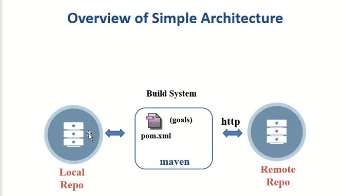 Overview of Simple Architecture
Build System
(goals)
pom.xml
http
maven
Local
Repo
Remote
Repo